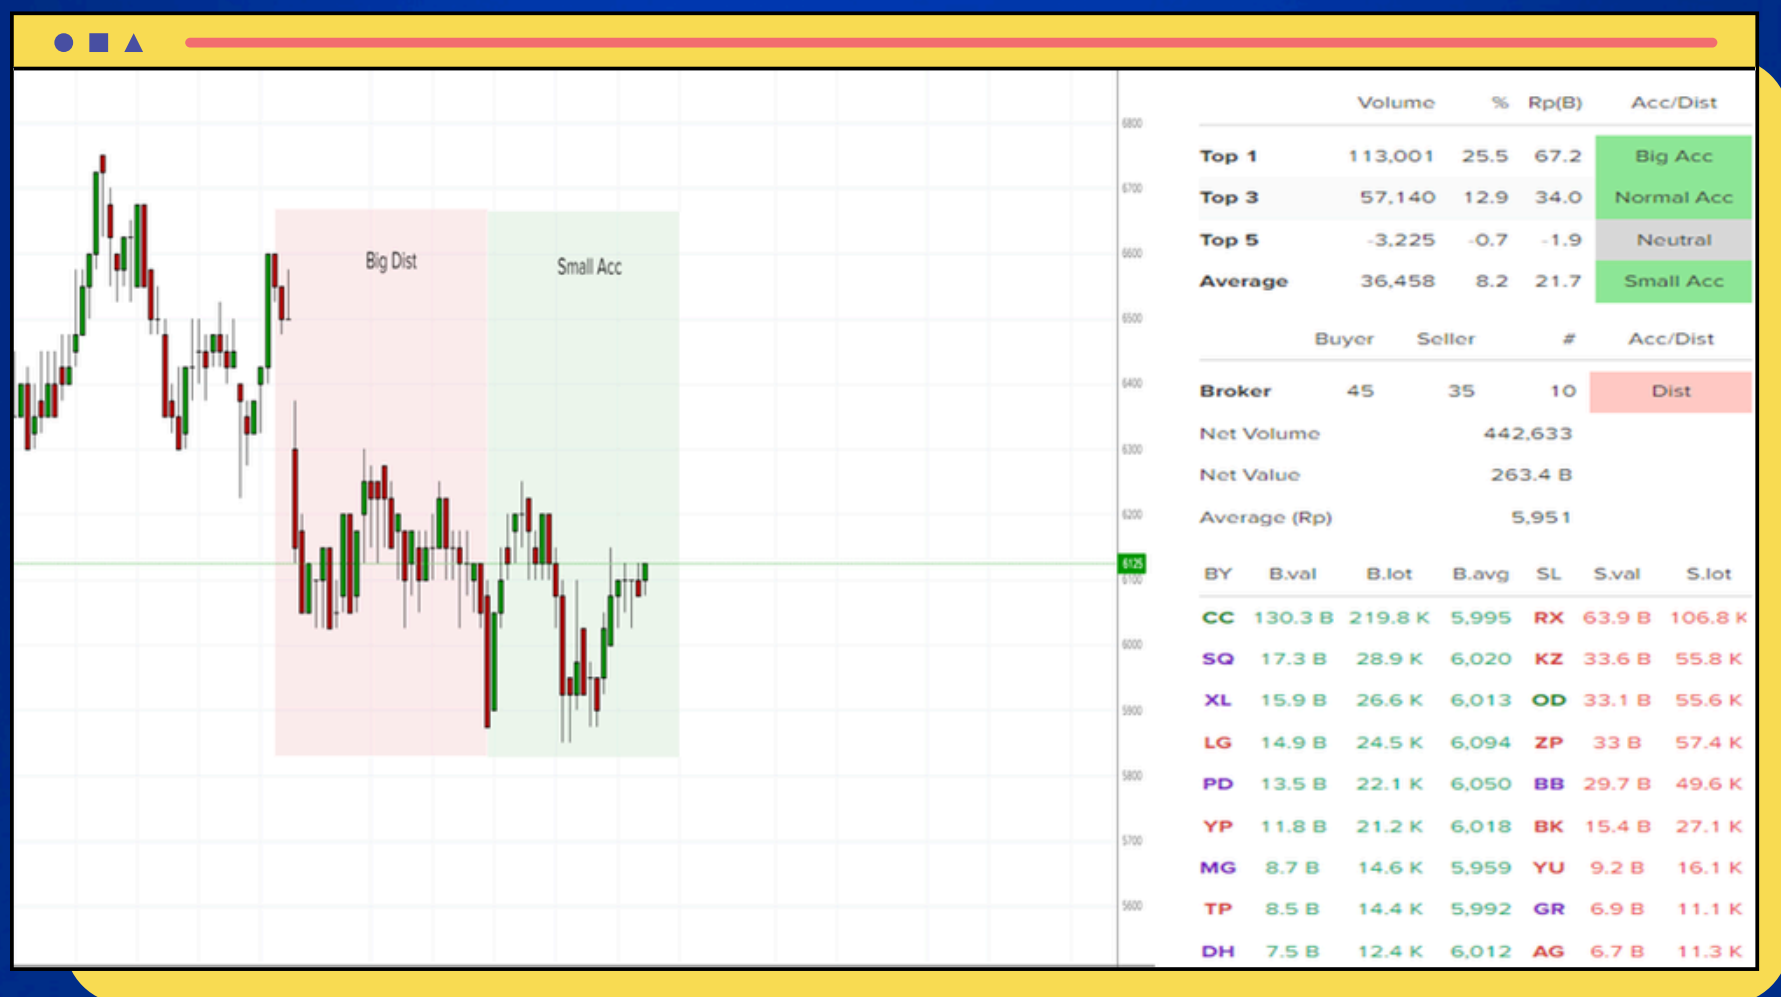 6800
6700
6600
6500
6400
6300
6200
6125
6100
6000
5900
5800
5700
5600
Big Dist
Small Acc
Volume % Rp(B) Acc/Dist
Top 1 113,001 25.5 67.2 Big Acc
Top 3 57,140 12.9 34.0 Normal Acc
Top 5 -3,225 -0.7 -1.9 Neutral
Average 36,458 8.2 21.7 Small Acc
Buyer Seller # Acc/Dist
Broker 45 35 10 Dist
Net Volume 442,633
Net Value 263.4 B
Average (Rp) 5,951
BY B.val B.lot B.avg SL S.val S.lot
CC 130.3 B 219.8 K 5,995 RX 63.9 B 106.8 K
SQ 17.3 B 28.9 K 6,020 KZ 33.6 B 55.8 K
XL 15.9 B 26.6 K 6,013 OD 33.1 B 55.6 K
LG 14.9 B 24.5 K 6,094 ZP 33 B 57.4 K
PD 13.5 B 22.1 K 6,050 BB 29.7 B 49.6 K
YP 11.8 B 21.2 K 6,018 BK 15.4 B 27.1 K
MG 8.7 B 14.6 K 5,959 YU 9.2 B 16.1 K
TP 8.5 B 14.4 K 5,992 GR 6.9 B 11.1 K
DH 7.5 B 12.4 K 6,012 AG 6.7 B 11.3 K